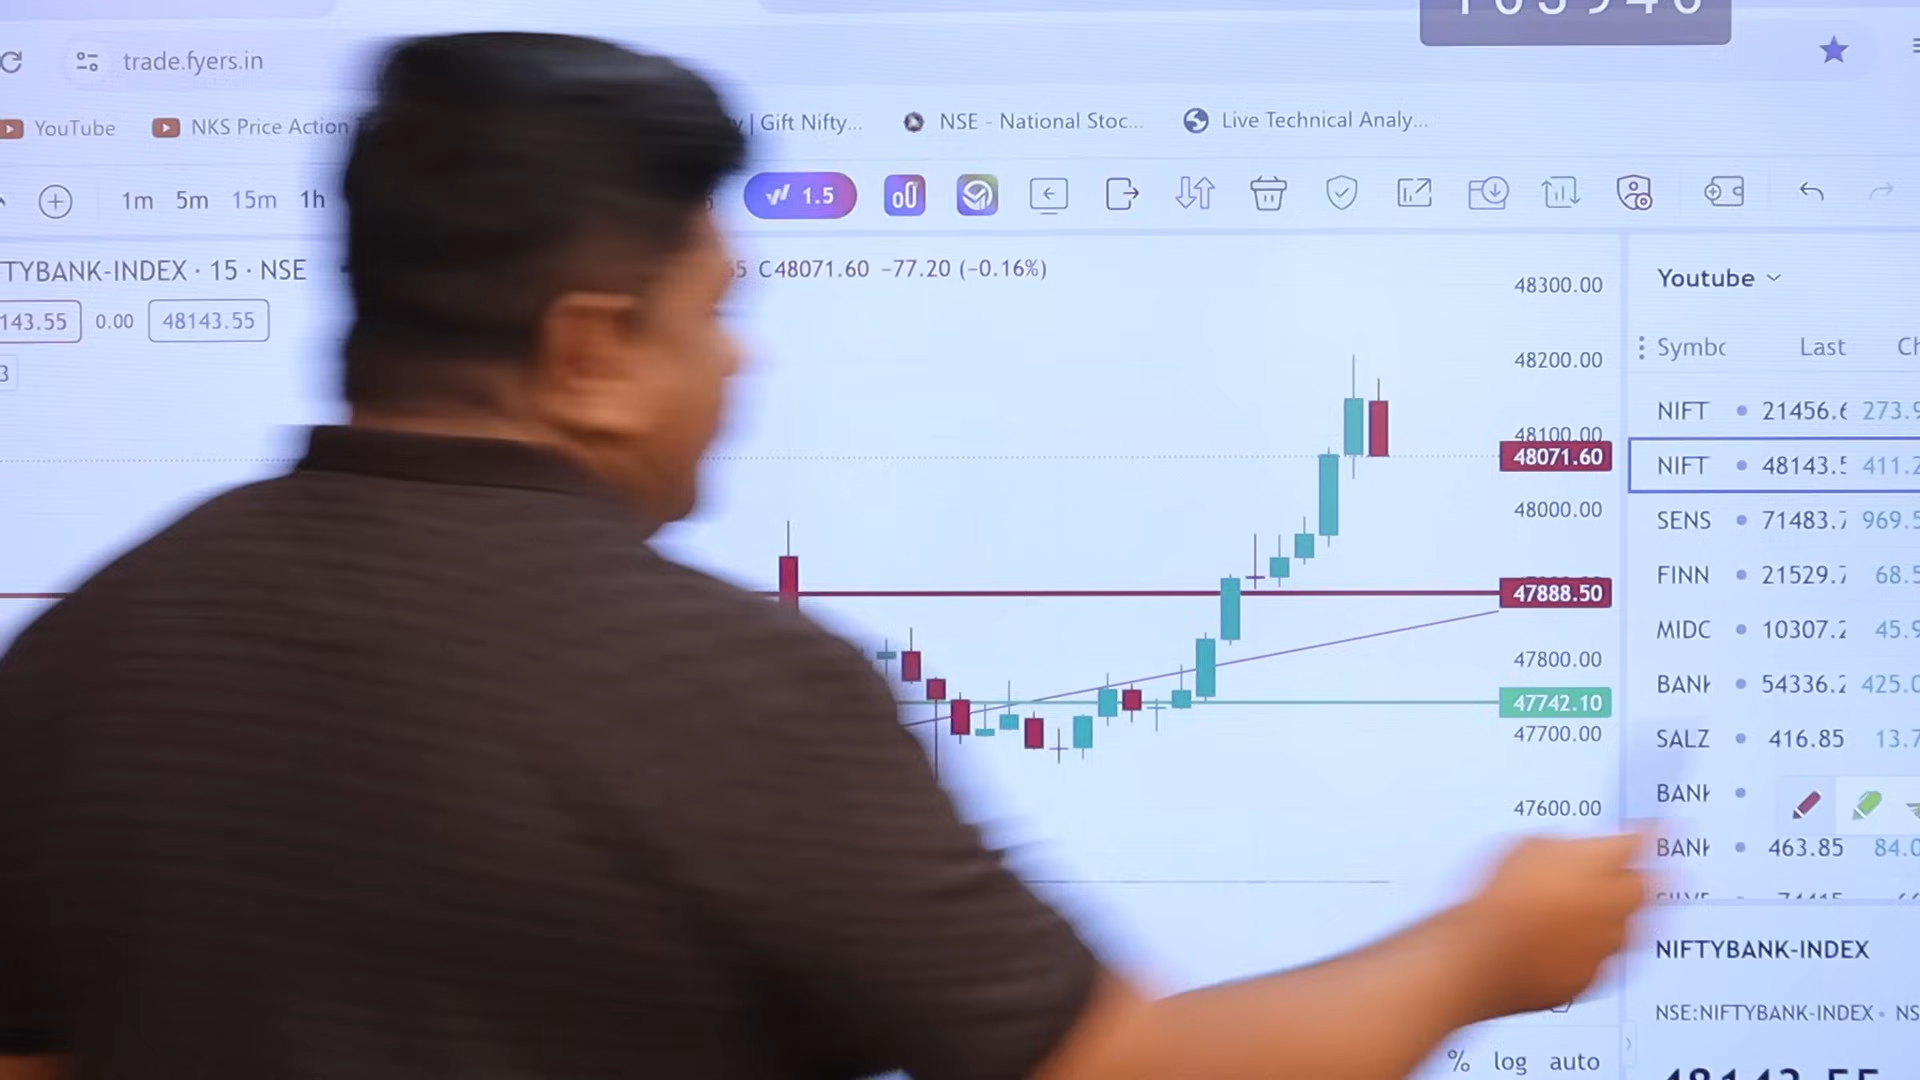 trade.fyers.in
YouTube
NKS Price Action
Gift Nifty...
NSE - National Stoc...
Live Technical Analy...
1m 5m 15m 1h
1.5
TYBANK-INDEX · 15 · NSE
C48071.60 −77.20 (−0.16%)
143.55 0.00 48143.55
3
48300.00
48200.00
48100.00
48071.60
48000.00
47888.50
47800.00
47742.10
47700.00
47600.00
% log auto
Youtube
Symbo Last Ch
NIFT 21456.6 273.9
NIFT 48143.5 411.2
SENS 71483.7 969.5
FINN 21529.7 68.5
MIDC 10307.2 45.9
BANK 54336.2 425.0
SALZ 416.85 13.7
BANK
BANK 463.85 84.0
NIFTYBANK-INDEX
NSE:NIFTYBANK-INDEX • NS
48143.55